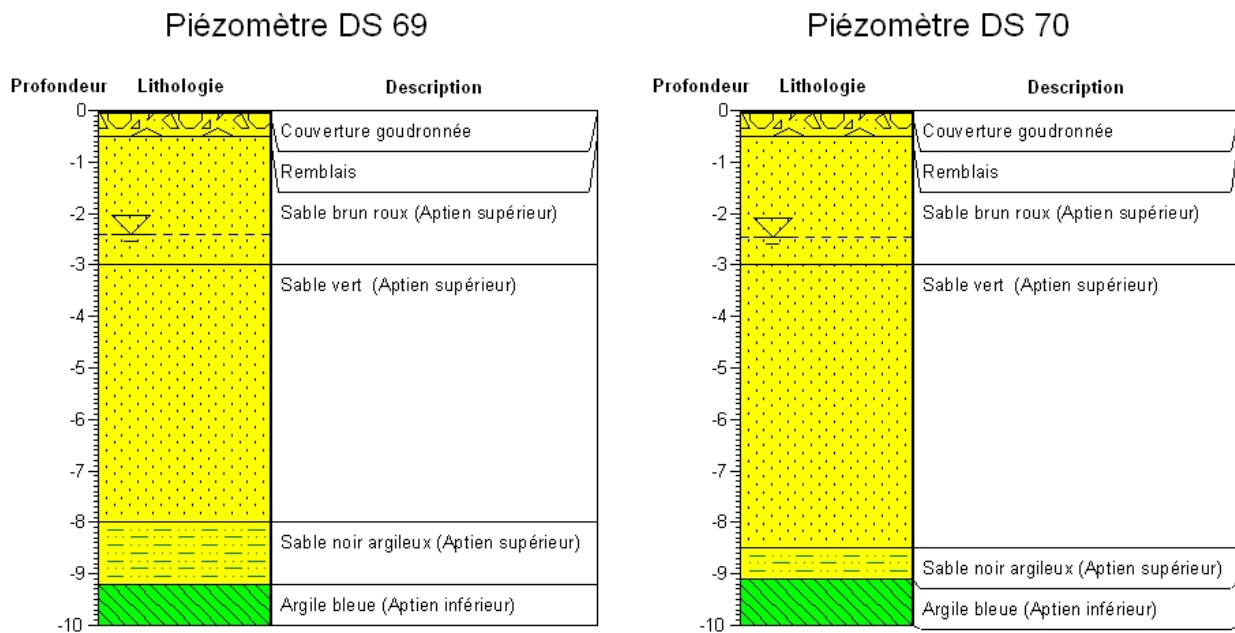 Piézomètre DS 69
Profondeur Lithologie Description
0
Couverture goudronnée
-1
Remblais
-2
Sable brun roux (Aptien supérieur)
-3
Sable vert (Aptien supérieur)
-4
-5
-6
-7
-8
Sable noir argileux (Aptien supérieur)
-9
Argile bleue (Aptien inférieur)
-10
Piézomètre DS 70
Profondeur Lithologie Description
0
Couverture goudronnée
-1
Remblais
-2
Sable brun roux (Aptien supérieur)
-3
Sable vert (Aptien supérieur)
-4
-5
-6
-7
-8
Sable noir argileux (Aptien supérieur)
-9
Argile bleue (Aptien inférieur)
-10